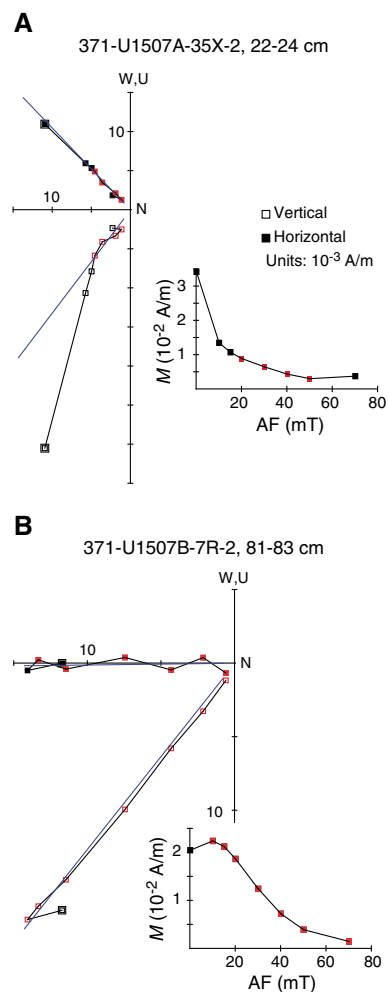 A
371-U1507A-35X-2, 22-24 cm
W,U
10
10
N
Vertical
Horizontal
Units: 10⁻³ A/m
3
2
1
M (10⁻² A/m)
20 40 60 80
AF (mT)
B
371-U1507B-7R-2, 81-83 cm
W,U
10
N
10
2
1
M (10⁻² A/m)
20 40 60 80
AF (mT)